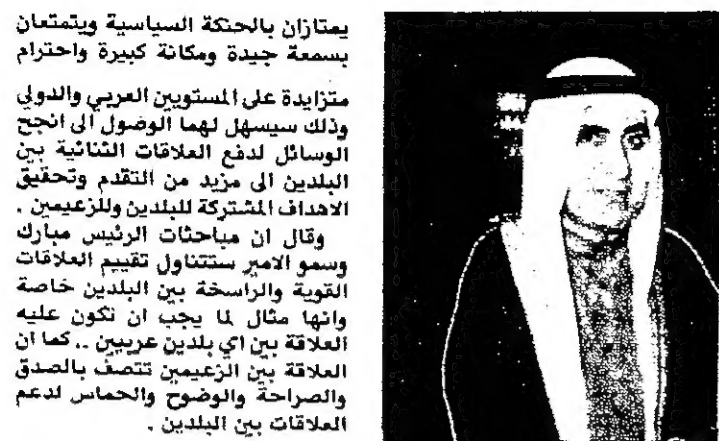 يمتازان بالحنكة السياسية ويتمتعان
بسمعة جيدة ومكانة كبيرة واحترام
متزايدة على المستويين العربي والدولي
وذلك سيسهل لهما الوصول الى انجح
الوسائل لدفع العلاقات الثنائية بين
البلدين الى مزيد من التقدم وتحقيق
الاهداف المشتركة للبلدين وللزعيمين .
وقال ان مباحثات الرئيس مبارك
وسمو الامير ستتناول تقييم العلاقات
القوية والراسخة بين البلدين خاصة
وانها مثال لما يجب ان تكون عليه
العلاقة بين اي بلدين عربيين .. كما ان
العلاقة بين الزعيمين تتصف بالصدق
والصراحة والوضوح والحماس لدعم
العلاقات بين البلدين .